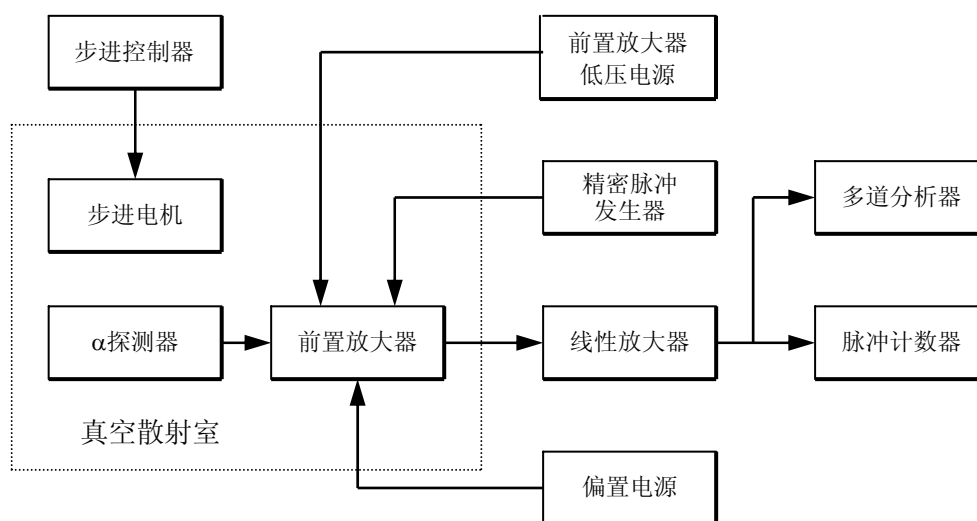 步进控制器
前置放大器
低压电源
步进电机
精密脉冲
发生器
多道分析器
α探测器
前置放大器
线性放大器
脉冲计数器
真空散射室
偏置电源